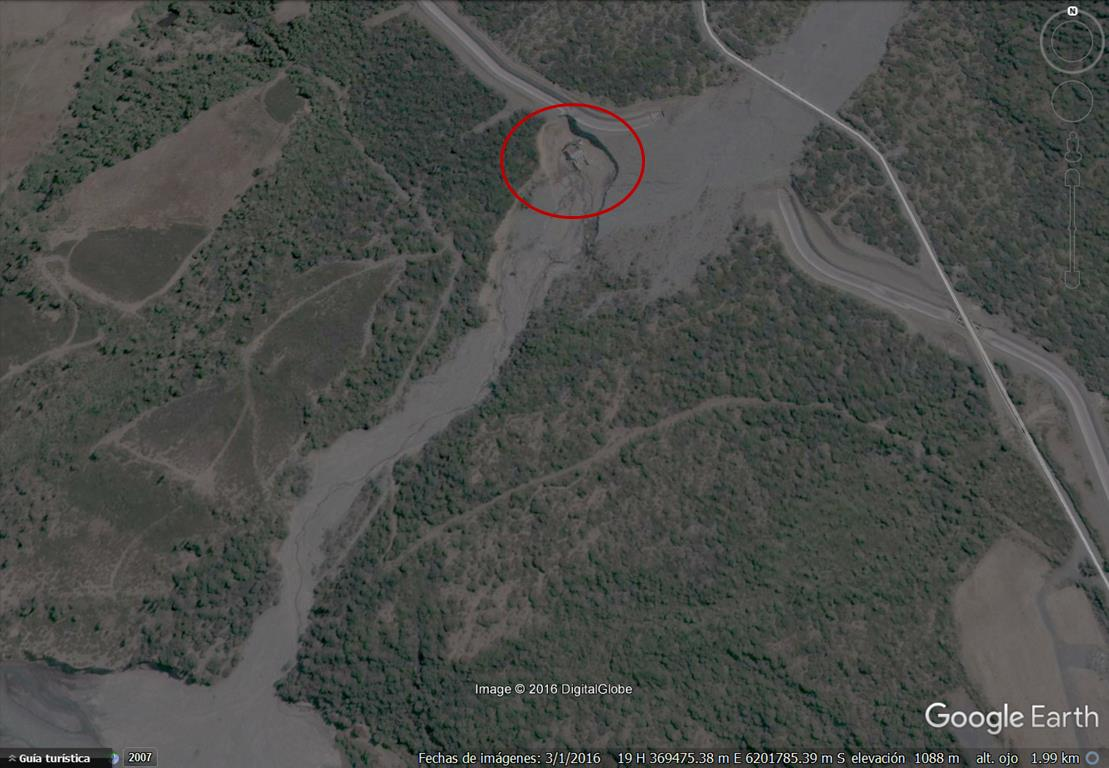 N
Image © 2016 DigitalGlobe
Google Earth
Guía turística
2007
Fechas de imágenes: 3/1/2016 19 H 369475.38 m E 6201785.39 m S elevación 1088 m alt. ojo 1.99 km